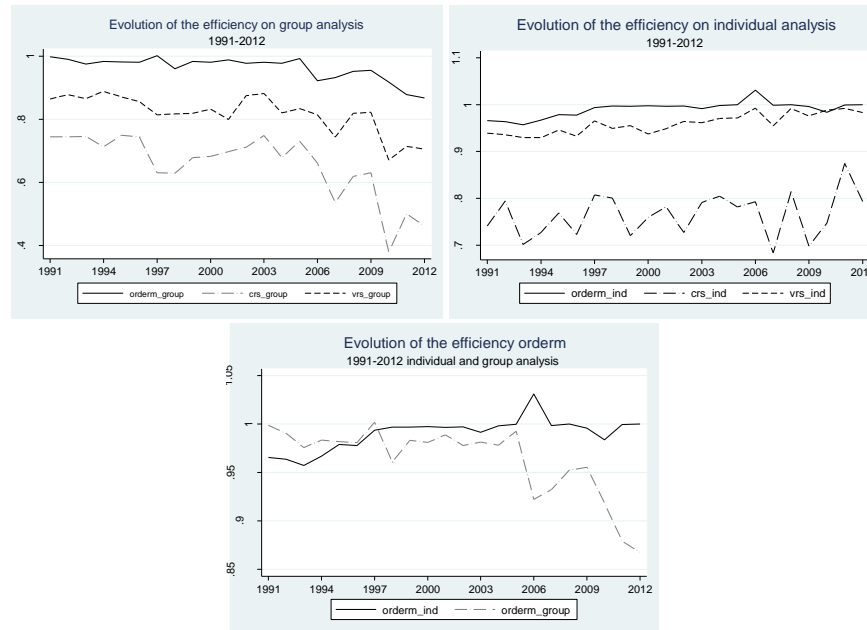 Evolution of the efficiency on group analysis
1991-2012
1
.8
.6
.4
1991 1994 1997 2000 2003 2006 2009 2012
orderm_group crs_group vrs_group
Evolution of the efficiency on individual analysis
1991-2012
1.1
1
.9
.8
.7
1991 1994 1997 2000 2003 2006 2009 201
orderm_ind crs_ind vrs_ind
Evolution of the efficiency orderm
1991-2012 individual and group analysis
1.05
1
.95
.9
.85
1991 1994 1997 2000 2003 2006 2009 2012
orderm_ind orderm_group